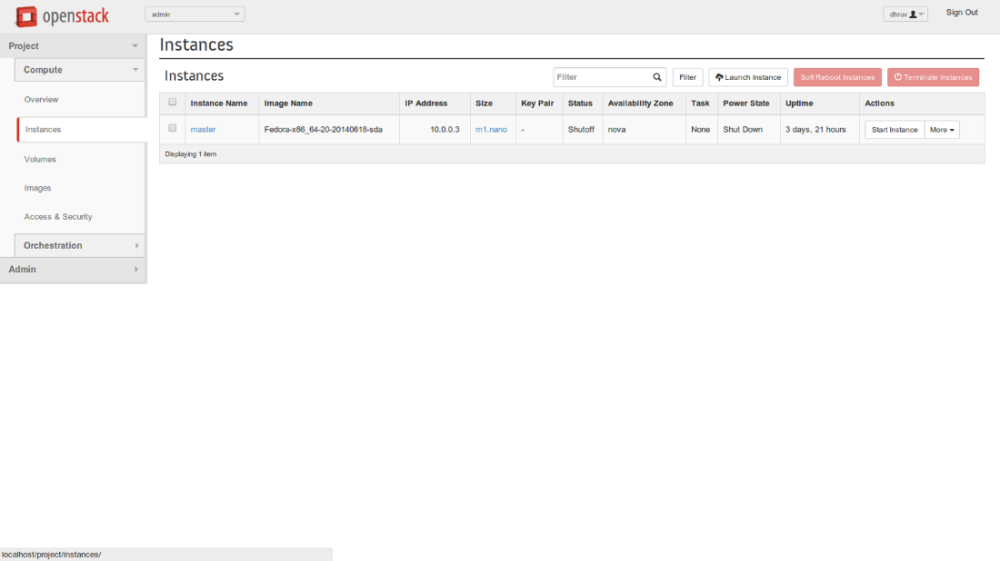 openstack
admin
dhruv
Sign Out
Project
Compute
Overview
Instances
Volumes
Images
Access & Security
Orchestration
Admin
Instances
Instances
Filter
Filter
Launch Instance
Soft Reboot Instances
Terminate Instances
Instance Name Image Name IP Address Size Key Pair Status Availability Zone Task Power State Uptime Actions
master Fedora-x86_64-20-20140618-sda 10.0.0.3 m1.nano - Shutoff nova None Shut Down 3 days, 21 hours Start Instance More
Displaying 1 item
localhost/project/instances/